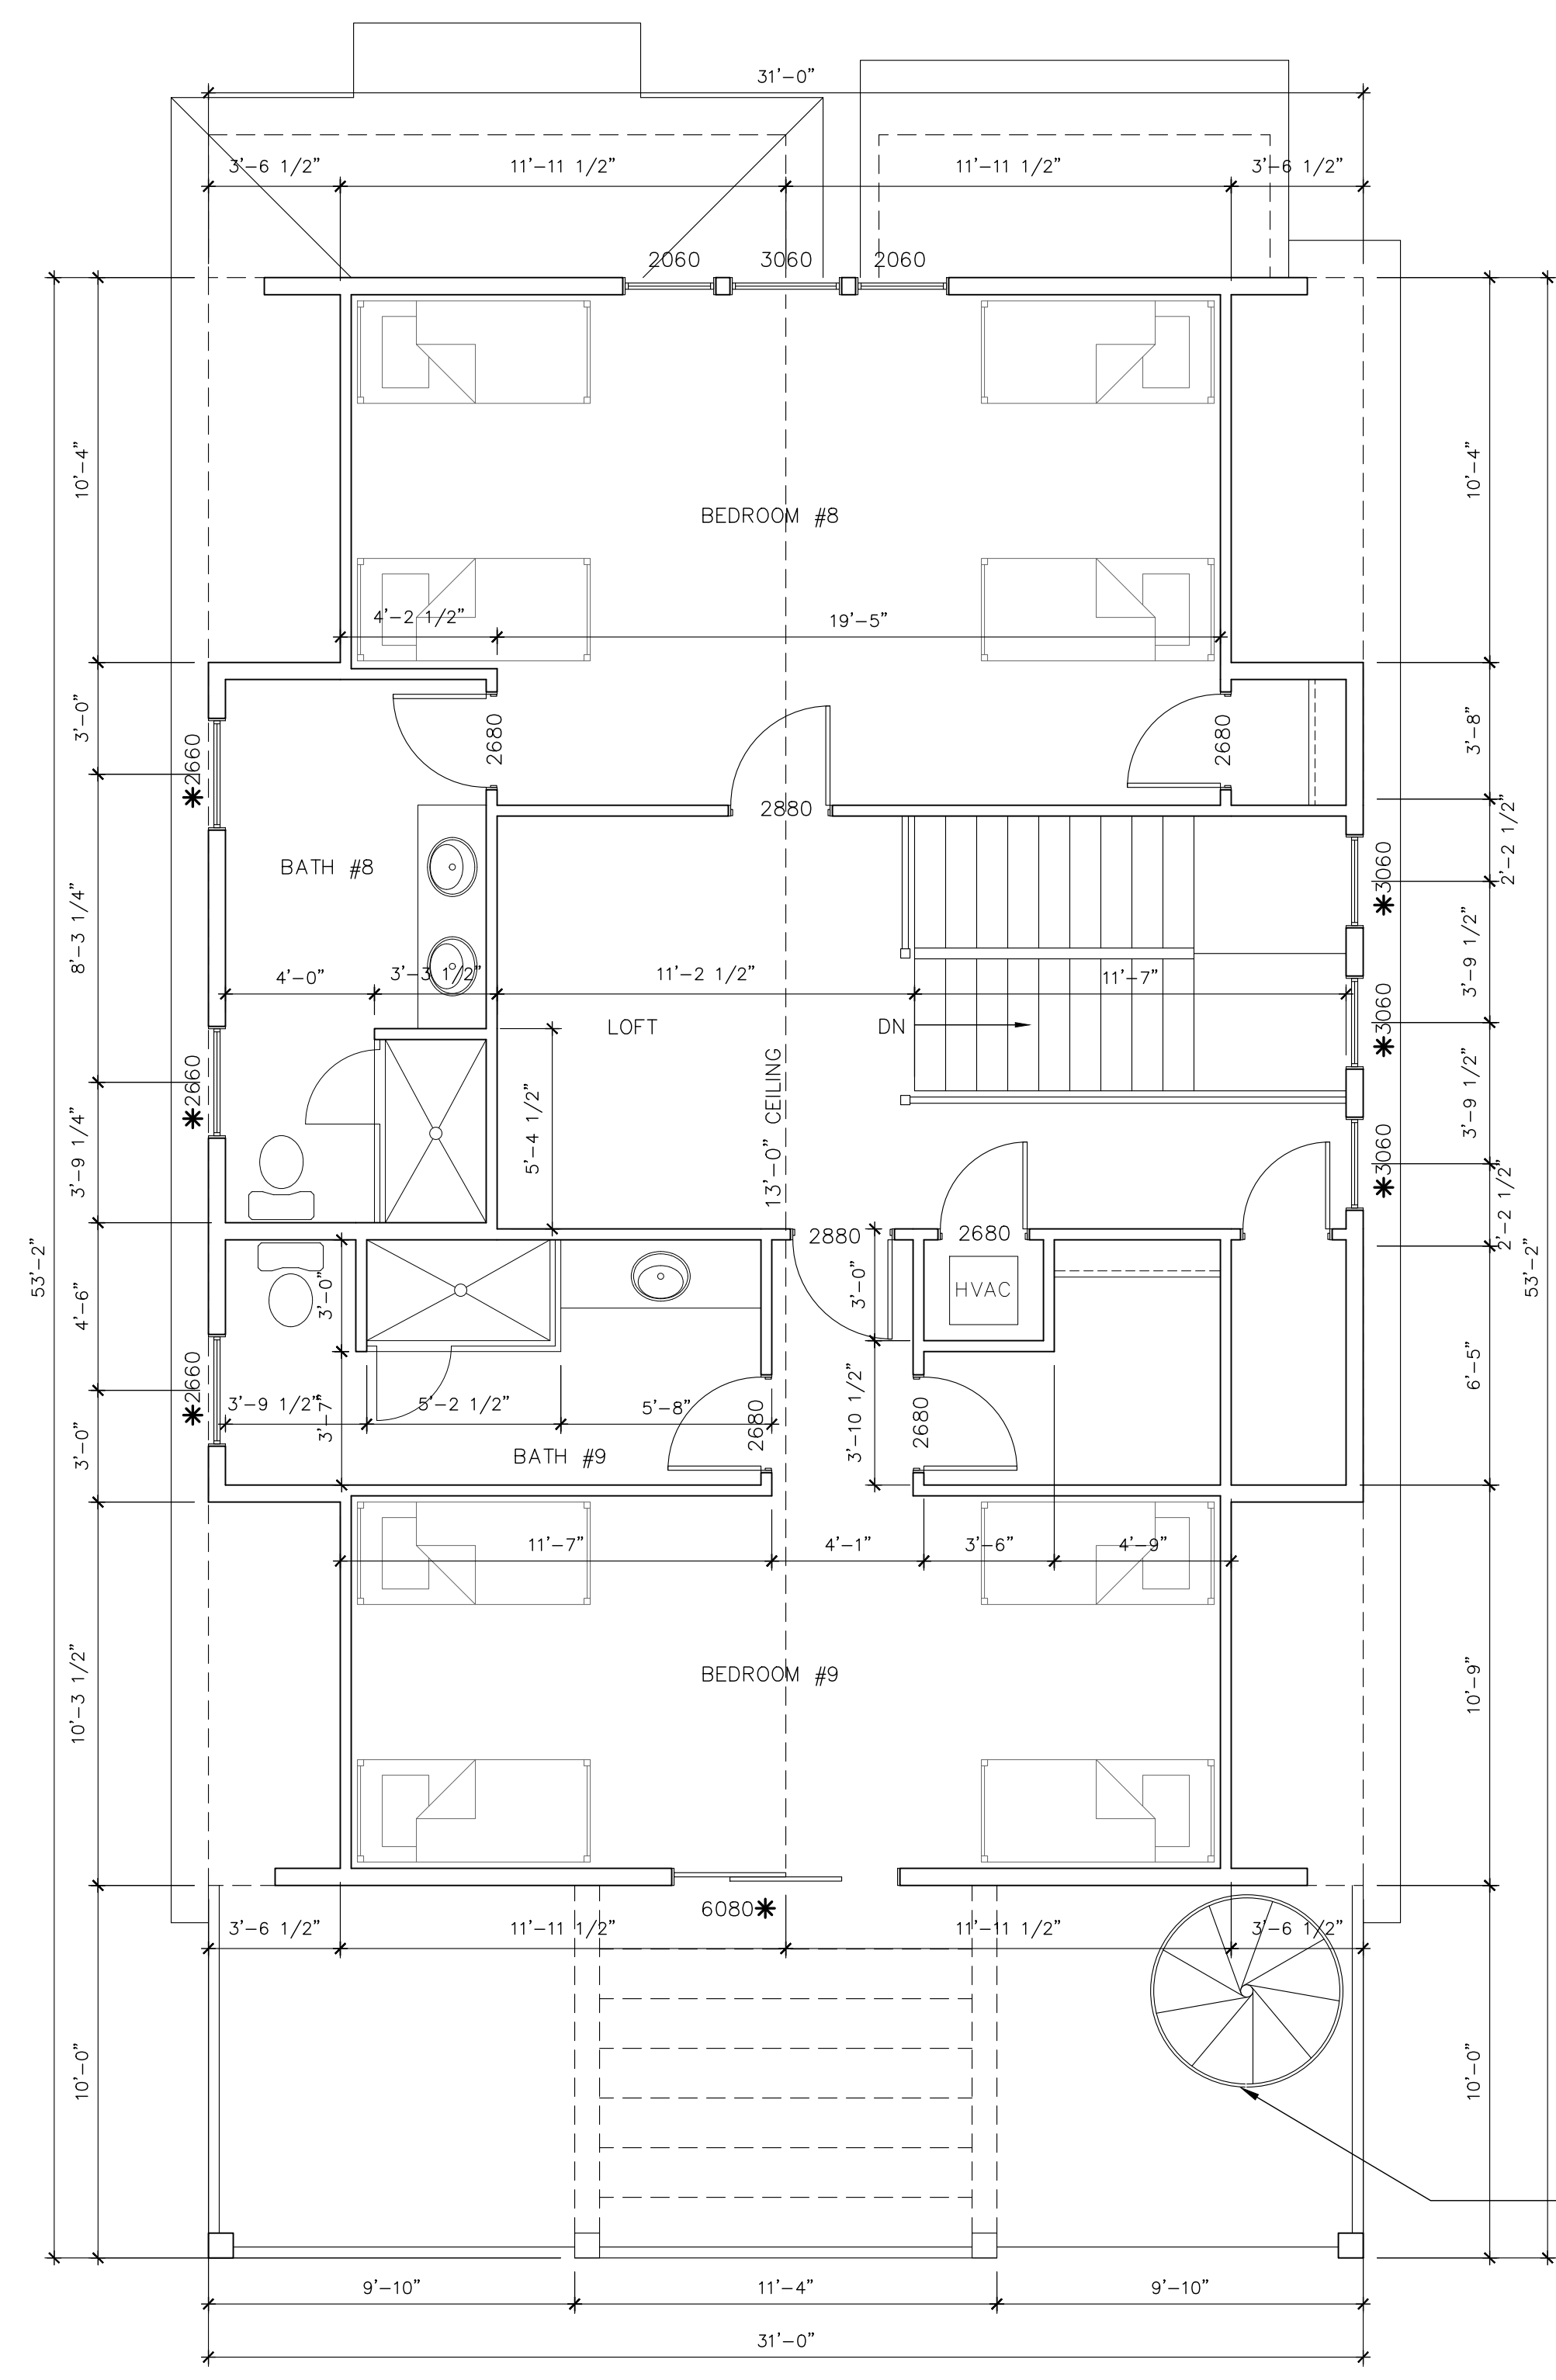 31'-0"
3'-6 1/2" 11'-11 1/2" 11'-11 1/2" 3'-6 1/2"
2060 3060 2060
10'-4" 10'-4"
BEDROOM #8
4'-2 1/2" 19'-5"
3'-0" 2680 2680 3'-8"
*2660
2880 2'-2 1/2"
BATH #8 *3060
8'-3 1/4" 3'-9 1/2"
4'-0" 3'-3 1/2" 11'-2 1/2" 11'-7"
LOFT DN *3060
13'-0" CEILING
*2660
5'-4 1/2"
3'-9 1/4" 3'-9 1/2"
*3060
2'-2 1/2"
2880 2680
53'-2" 53'-2"
4'-6" 3'-0" 3'-0" HVAC
6'-5"
*2660
3'-9 1/2" 3'-7" 5'-2 1/2" 5'-8" 2680 3'-10 1/2" 2680
3'-0" BATH #9
11'-7" 4'-1" 3'-6" 4'-9"
BEDROOM #9
10'-3 1/2" 10'-9"
6080*
3'-6 1/2" 11'-11 1/2" 11'-11 1/2" 3'-6 1/2"
10'-0" 10'-0"
9'-10" 11'-4" 9'-10"
31'-0"